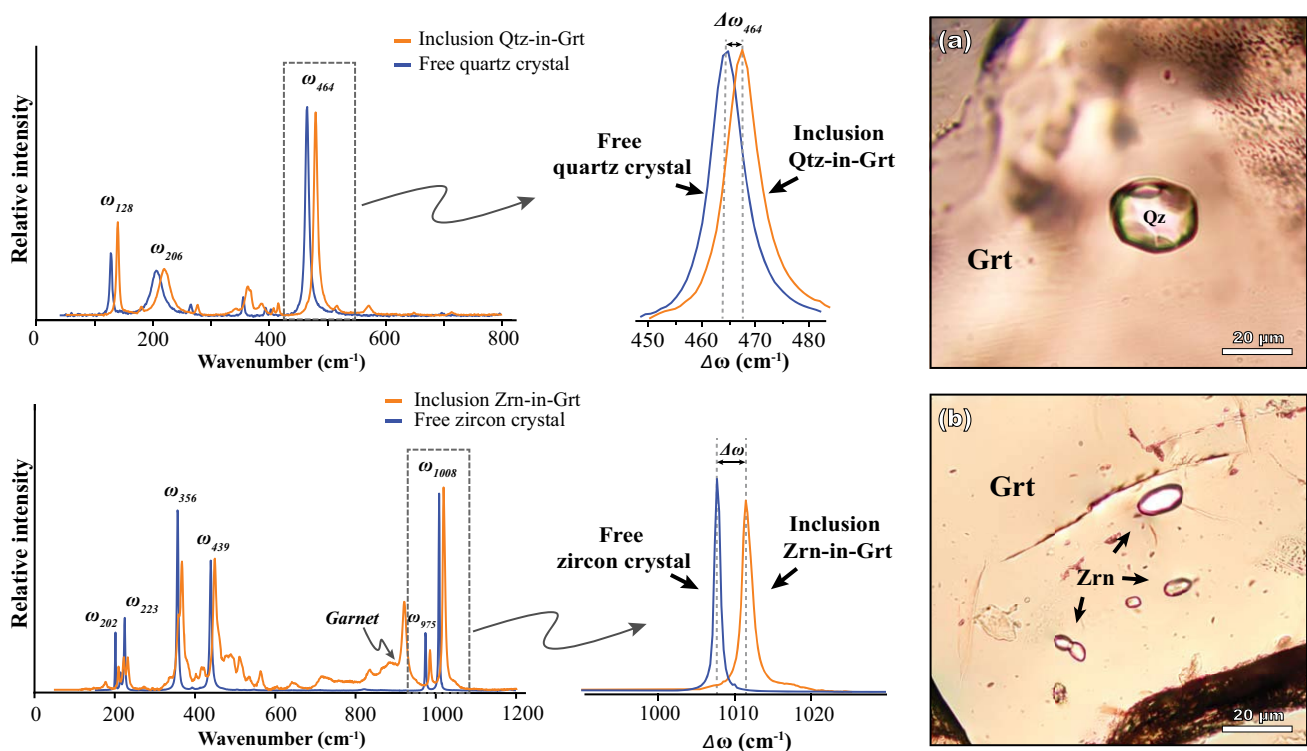 Inclusion Qtz-in-Grt
Free quartz crystal
Relative intensity
ω128
ω206
ω464
0 200 400 600 800
Wavenumber (cm-1)
Δω464
Free
quartz crystal
Inclusion
Qtz-in-Grt
450 460 470 480
Δω (cm-1)
(a)
Qz
Grt
20 µm
Inclusion Zrn-in-Grt
Free zircon crystal
Relative intensity
ω202
ω223
ω356
ω439
Garnet
ω975
ω1008
0 200 400 600 800 1000 1200
Wavenumber (cm-1)
Δω
Free
zircon crystal
Inclusion
Zrn-in-Grt
1000 1010 1020
Δω (cm-1)
(b)
Grt
Zrn
20 µm